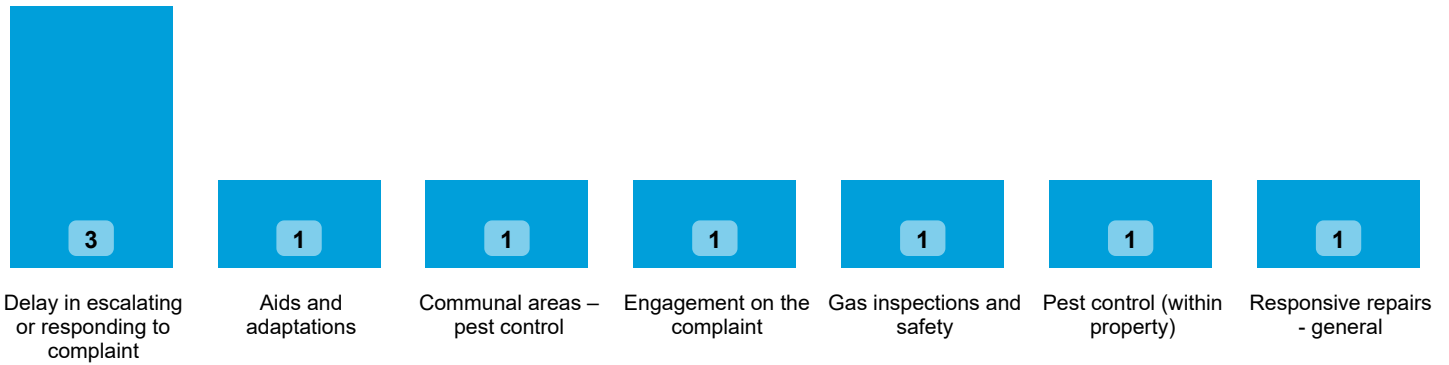 3
1
1
1
1
1
1
Delay in escalating
or responding to
complaint
Aids and
adaptations
Communal areas –
pest control
Engagement on the
complaint
Gas inspections and
safety
Pest control (within
property)
Responsive repairs
- general